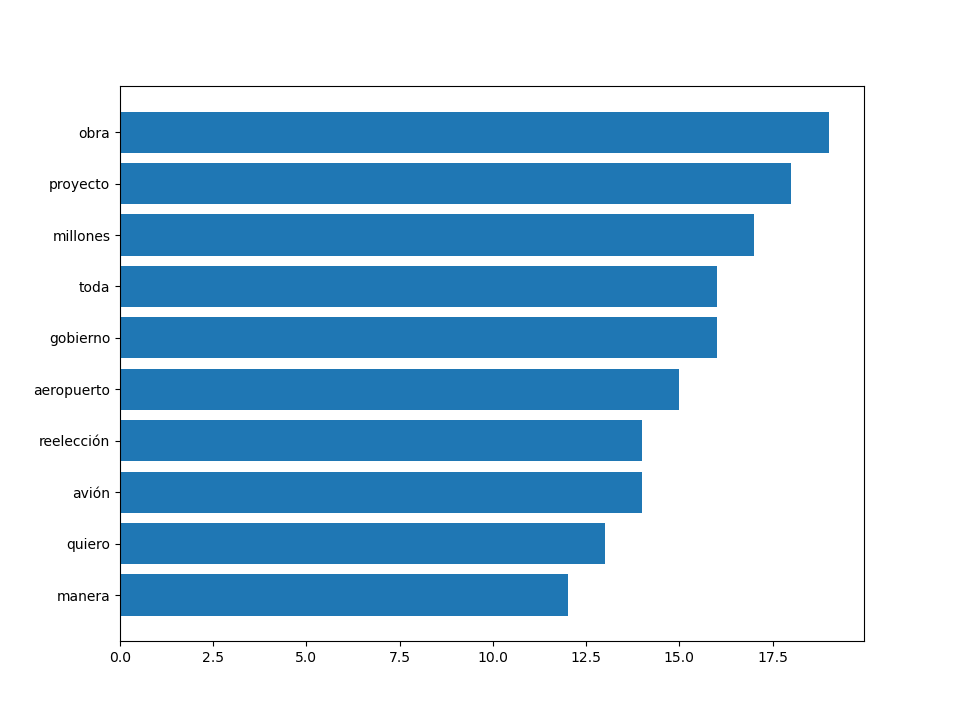 obra
proyecto
millones
toda
gobierno
aeropuerto
reelección
avión
quiero
manera
0.0 2.5 5.0 7.5 10.0 12.5 15.0 17.5